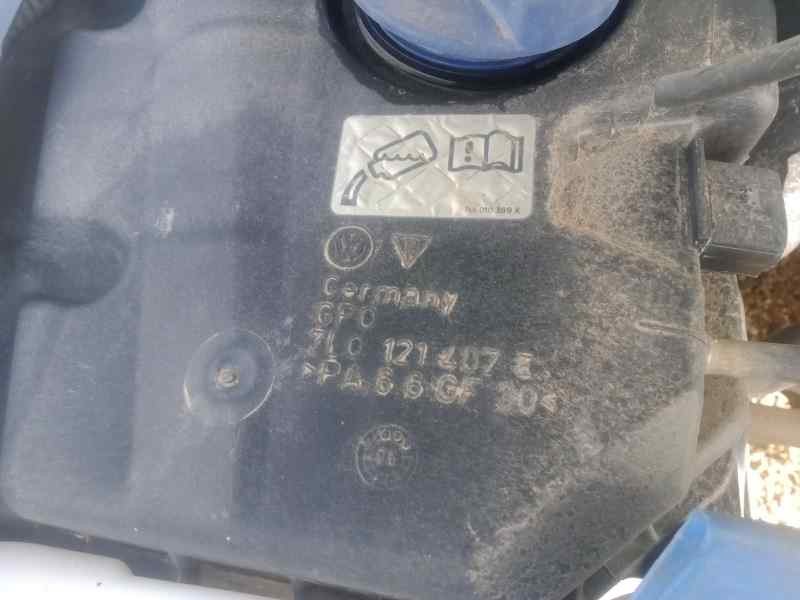 Germany
GPO
7L0 121 407 E
>PA 6 6 GF 30<